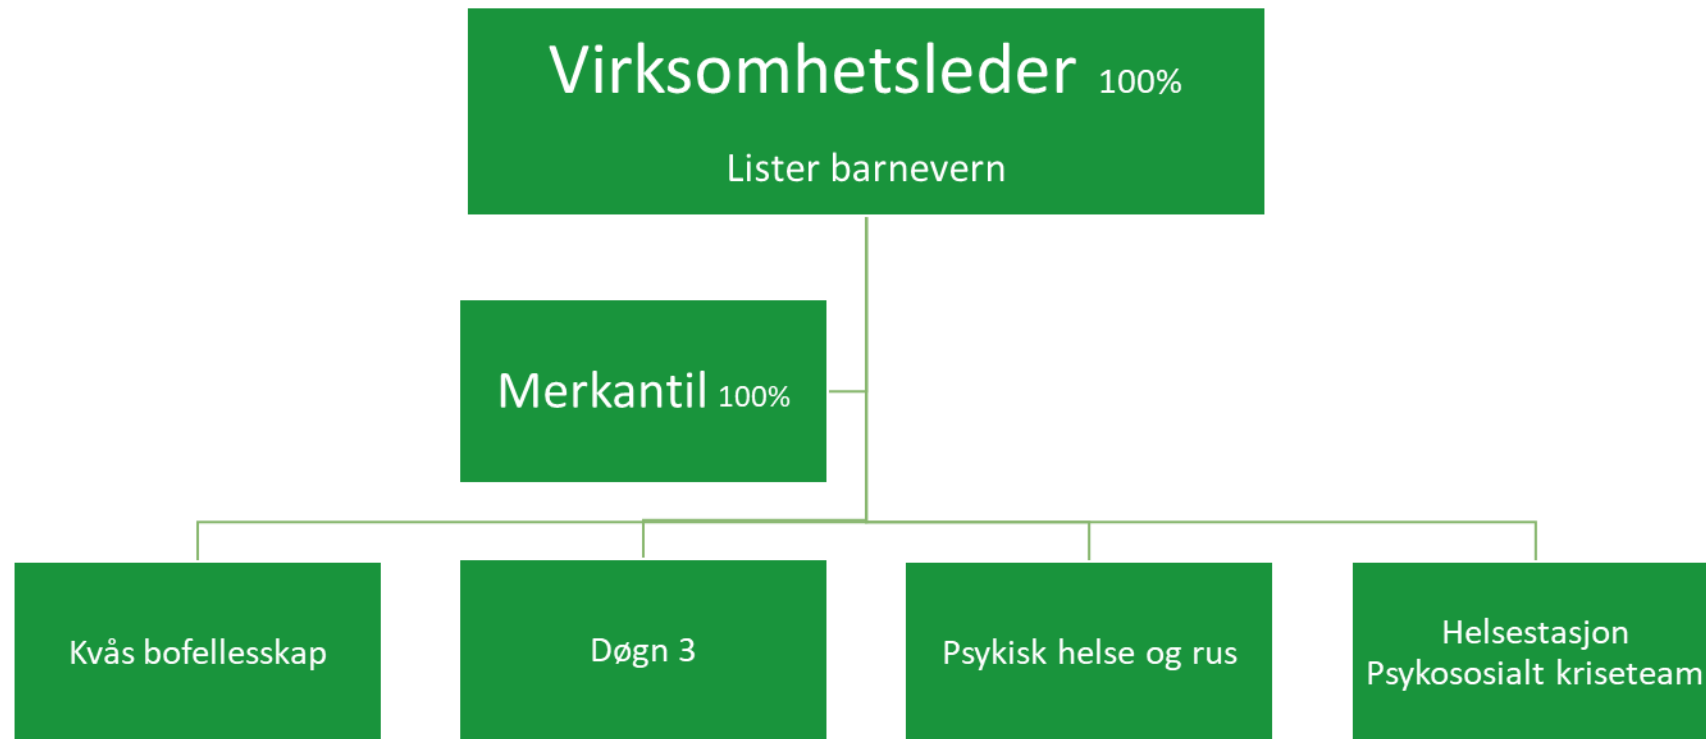 Virksomhetsleder 100%
Lister barnevern
Merkantil 100%
Kvås bofellesskap
Døgn 3
Psykisk helse og rus
Helsestasjon
Psykososialt kriseteam